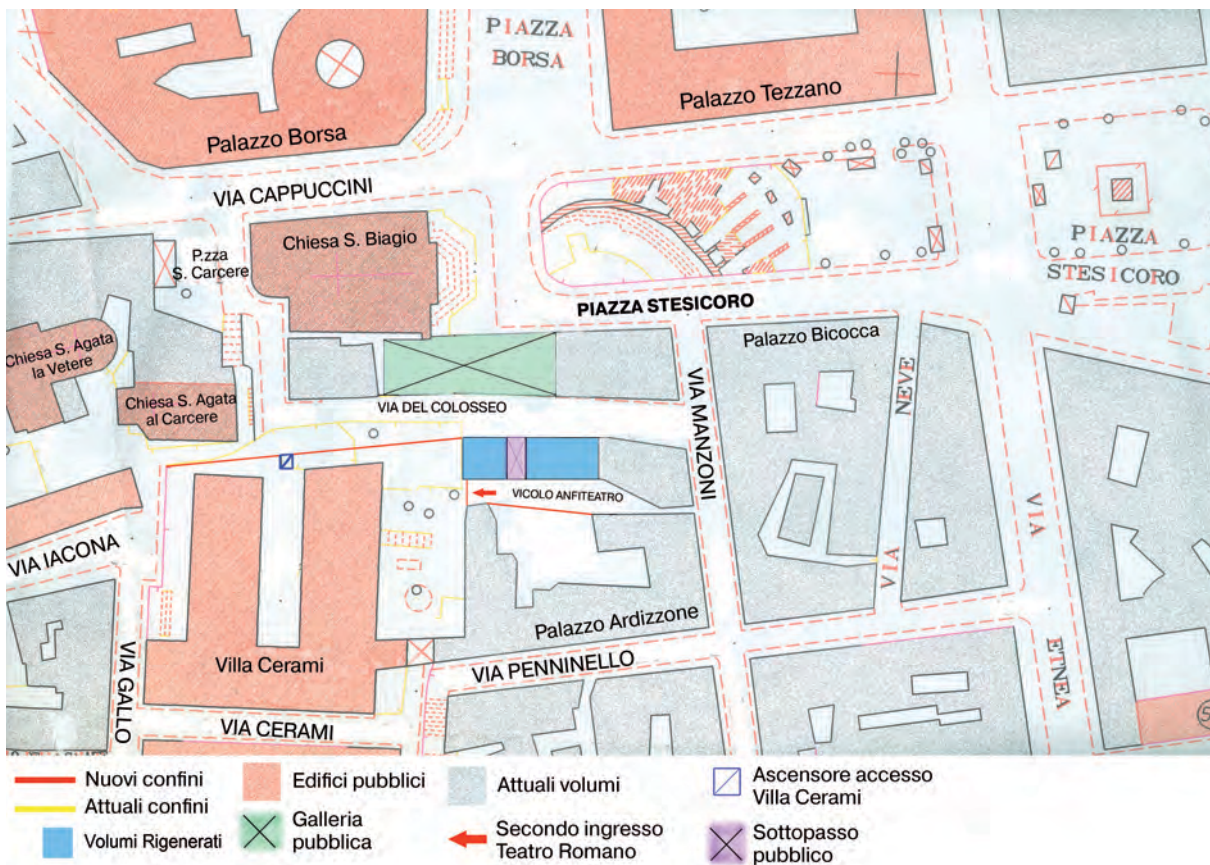 PIAZZA
BORSA
Palazzo Tezzano
Palazzo Borsa
VIA CAPPUCCINI
Chiesa S. Biagio
P.zza
S. Carcere
PIAZZA
STESICORO
PIAZZA STESICORO
Palazzo Bicocca
Chiesa S. Agata
la Vetere
Chiesa S. Agata
al Carcere
VIA DEL COLOSSEO
VIA MANZONI
VIA NEVE
VICOLO ANFITEATRO
VIA IACONA
VIA ETNEA
Palazzo Ardizzone
Villa Cerami
VIA PENNINELLO
VIA GALLO
VIA CERAMI
Nuovi confini
Attuali confini
Volumi Rigenerati
Edifici pubblici
Galleria
pubblica
Attuali volumi
Secondo ingresso
Teatro Romano
Ascensore accesso
Villa Cerami
Sottopasso
pubblico